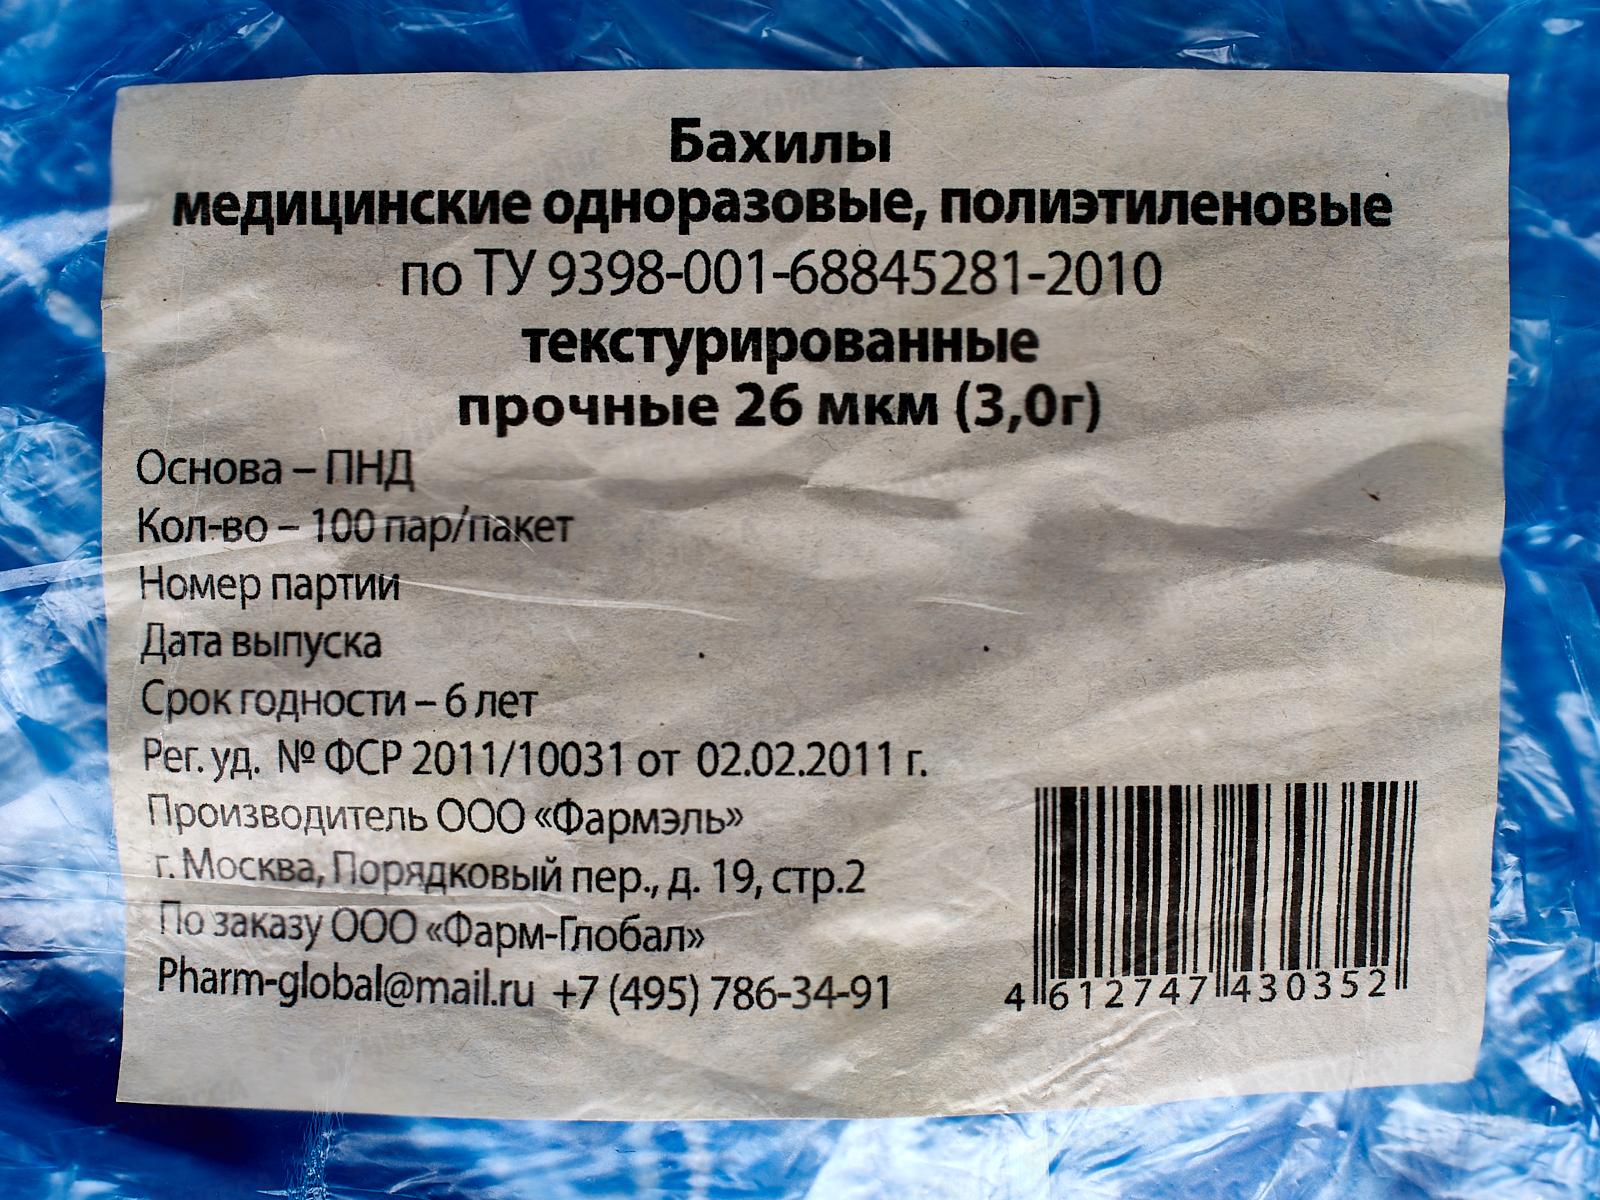 Бахилы
медицинские одноразовые, полиэтиленовые
по ТУ 9398-001-68845281-2010
текстурированные
прочные 26 мкм (3,0г)
Основа – ПНД
Кол-во – 100 пар/пакет
Номер партии
Дата выпуска
Срок годности – 6 лет
Рег. уд. № ФСР 2011/10031 от 02.02.2011 г.
Производитель ООО «Фармэль»
г. Москва, Порядковый пер., д. 19, стр.2
По заказу ООО «Фарм-Глобал»
Pharm-global@mail.ru +7 (495) 786-34-91
4 612747 430352